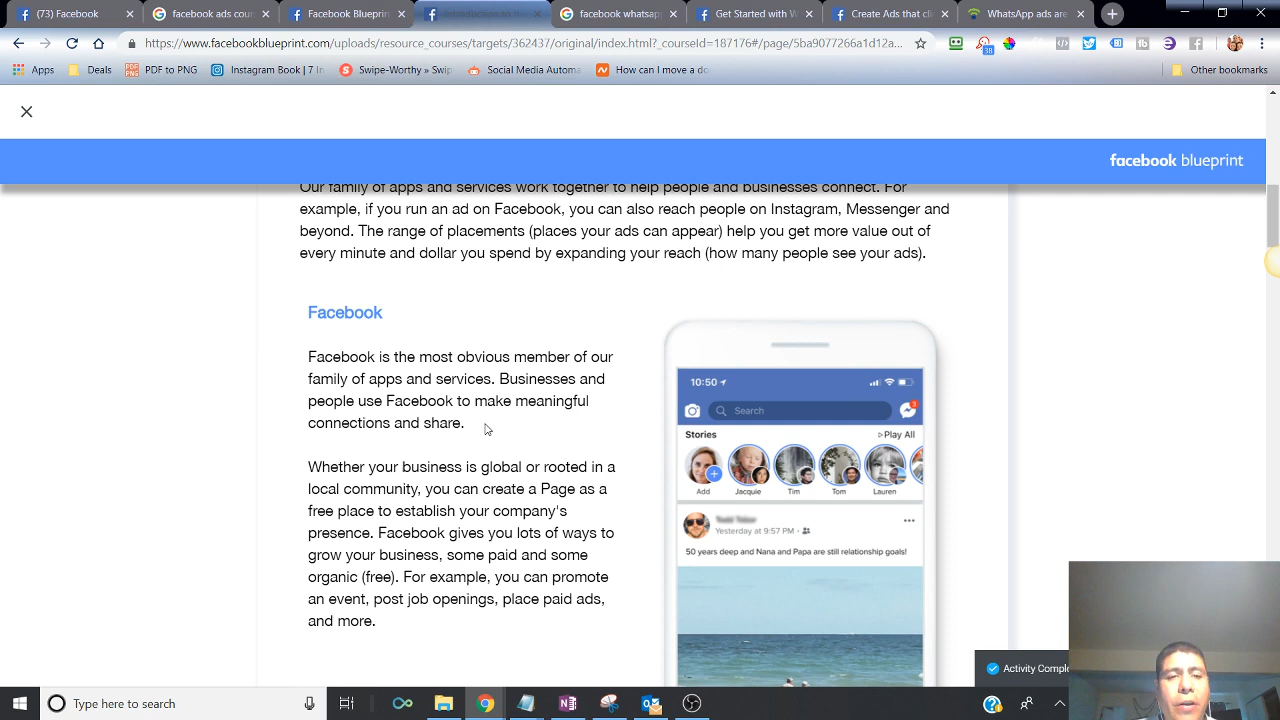 (73) Facebook
facebook ads cou
Facebook Blueprin
facebook whatsap
Get Started with W
Create Ads that cli
WhatsApp ads are
https://www.facebookblueprint.com/uploads/resource_courses/targets/362437/original/index.html?_courseId=187176#/page/5ba9077266a1d12a...
38
Apps
Deals
PDF to PNG
Instagram Book | 7 In
Swipe-Worthy » Swip
Social Media Automa
How can I move a do
Other bookmarks
facebook blueprint
Our family of apps and services work together to help people and businesses connect. For
example, if you run an ad on Facebook, you can also reach people on Instagram, Messenger and
beyond. The range of placements (places your ads can appear) help you get more value out of
every minute and dollar you spend by expanding your reach (how many people see your ads).
Facebook
Facebook is the most obvious member of our
family of apps and services. Businesses and
people use Facebook to make meaningful
connections and share.
Whether your business is global or rooted in a
local community, you can create a Page as a
free place to establish your company's
presence. Facebook gives you lots of ways to
grow your business, some paid and some
organic (free). For example, you can promote
an event, post job openings, place paid ads,
and more.
10:50
Search
Stories
Play All
Add
Jacquie
Tim
Tom
Lauren
Yesterday at 9:57 PM
50 years deep and Nana and Papa are still relationship goals!
Activity Comple
Type here to search